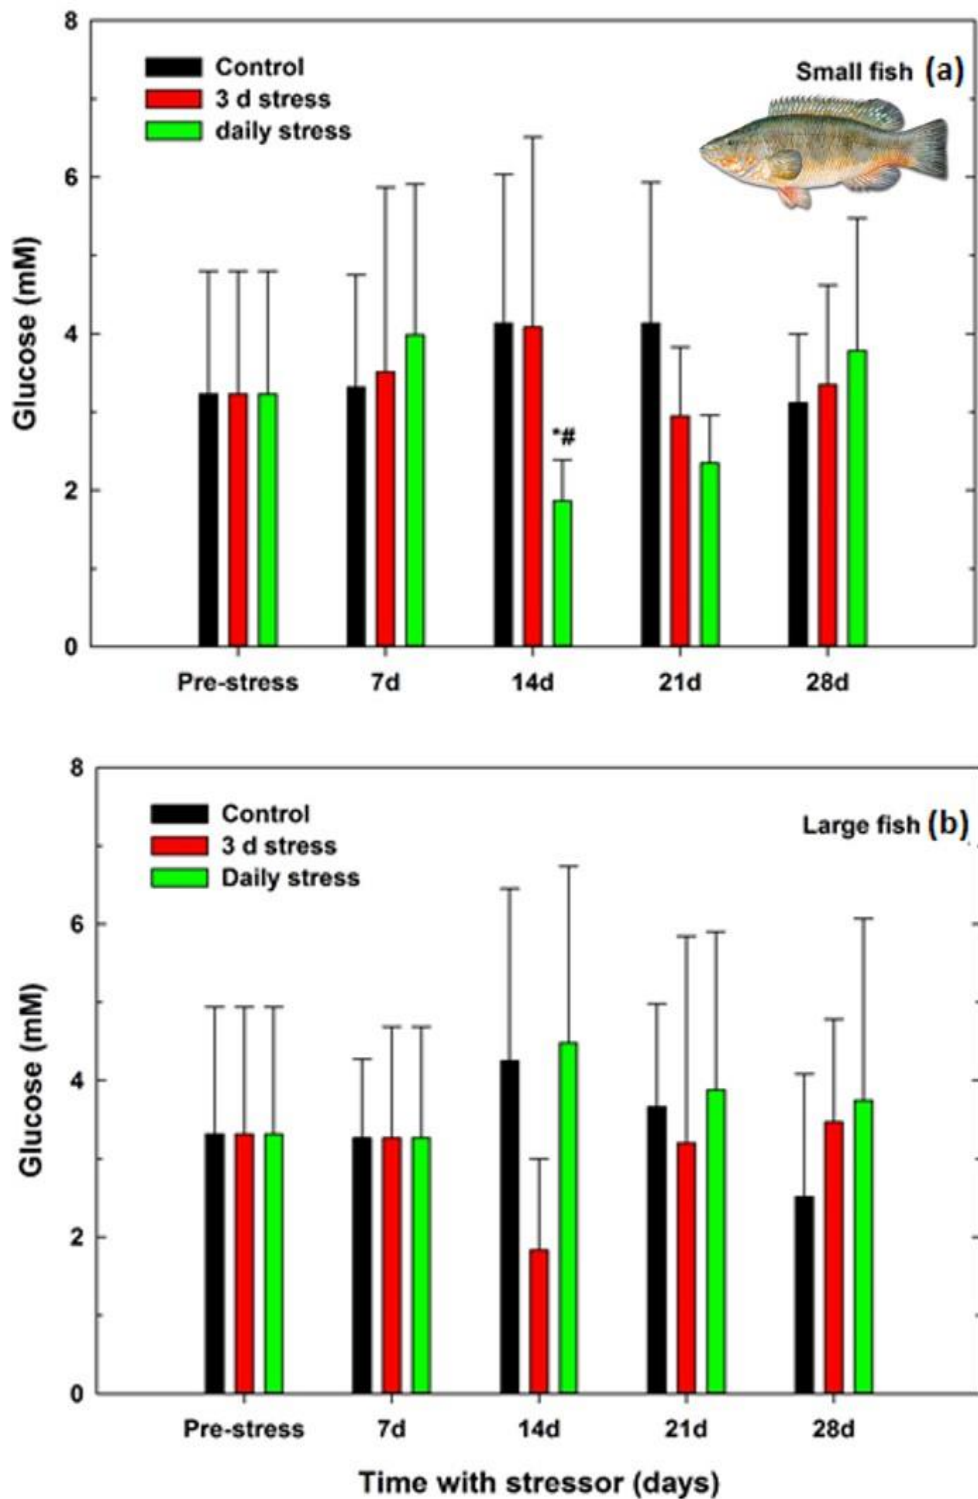 8
Control
3 d stress
daily stress
Small fish (a)
6
Glucose (mM)
4
*#
2
0
Pre-stress 7d 14d 21d 28d
8
Control
3 d stress
Daily stress
Large fish (b)
6
Glucose (mM)
4
2
0
Pre-stress 7d 14d 21d 28d
Time with stressor (days)